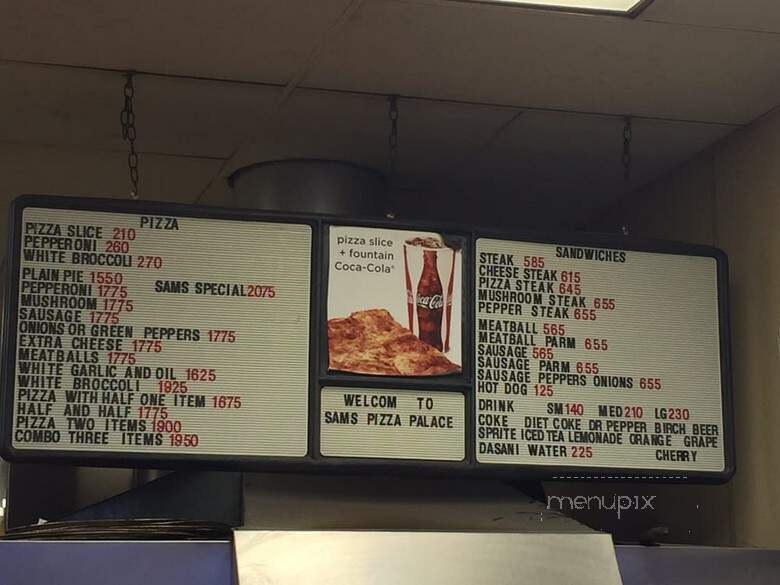 PIZZA
PIZZA SLICE 210
PEPPERONI 260
WHITE BROCCOLI 270
PLAIN PIE 1550
PEPPERONI 1775 SAMS SPECIAL 2075
MUSHROOM 1775
SAUSAGE 1775
ONIONS OR GREEN PEPPERS 1775
EXTRA CHEESE 1775
MEATBALLS 1775
WHITE GARLIC AND OIL 1625
WHITE BROCCOLI 1925
PIZZA WITH HALF ONE ITEM 1675
HALF AND HALF 1775
PIZZA TWO ITEMS 1900
COMBO THREE ITEMS 1950
pizza slice
+ fountain
Coca-Cola®
Coca-Cola
WELCOM TO
SAMS PIZZA PALACE
SANDWICHES
STEAK 585
CHEESE STEAK 615
PIZZA STEAK 645
MUSHROOM STEAK 655
PEPPER STEAK 655
MEATBALL 565
MEATBALL PARM 655
SAUSAGE 565
SAUSAGE PARM 655
SAUSAGE PEPPERS ONIONS 655
HOT DOG 125
DRINK SM 140 MED 210 LG 230
COKE DIET COKE DR PEPPER BIRCH BEER
SPRITE ICED TEA LEMONADE ORANGE GRAPE
DASANI WATER 225 CHERRY
menupix